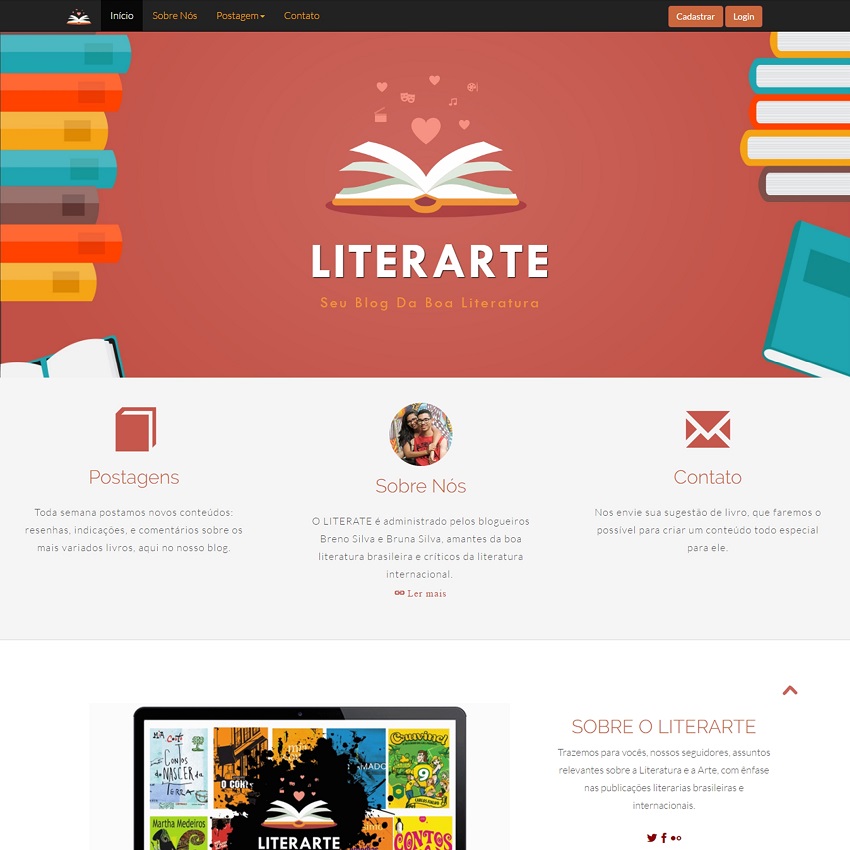 Início
Sobre Nós
Postagem
Contato
Cadastrar
Login
LITERARTE
Seu Blog Da Boa Literatura
Postagens
Toda semana postamos novos conteúdos:
resenhas, indicações, e comentários sobre os
mais variados livros, aqui no nosso blog.
Sobre Nós
O LITERATE é administrado pelos blogueiros
Breno Silva e Bruna Silva, amantes da boa
literatura brasileira e críticos da literatura
internacional.
Ler mais
Contato
Nos envie sua sugestão de livro, que faremos o
possível para criar um conteúdo todo especial
para ele.
CONTOS
DO NASCER DA
TERRA
Martha Medeiros
LITERARTE
CONTOS
SOBRE O LITERARTE
Trazemos para vocês, nossos seguidores, assuntos
relevantes sobre a Literatura e a Arte, com ênfase
nas publicações literarias brasileiras e
internacionais.